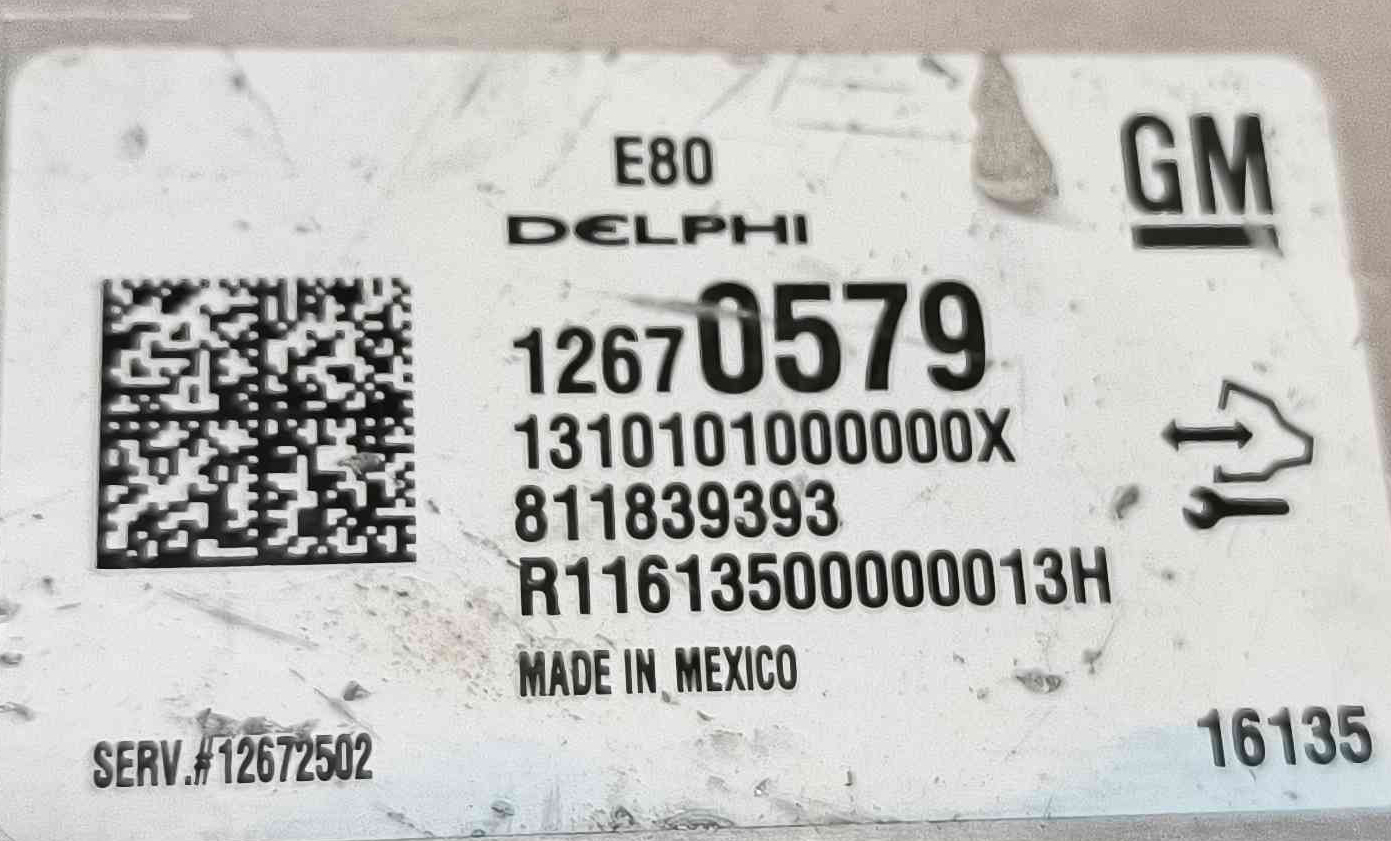 E80
DELPHI
GM
12670579
1310101000000X
811839393
R11613500000013H
MADE IN MEXICO
SERV.#12672502
16135